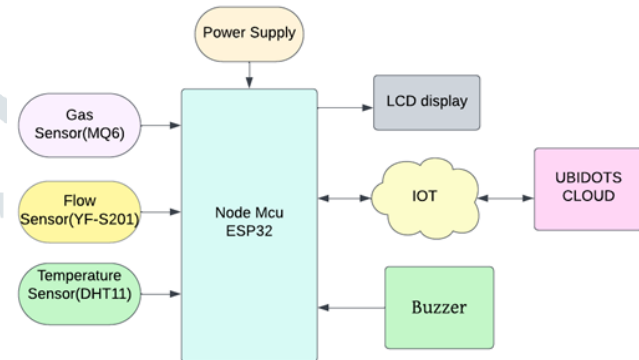 Power Supply
Gas
Sensor(MQ6)
LCD display
Flow
Sensor(YF-S201)
Node Mcu
ESP32
IOT
UBIDOTS
CLOUD
Temperature
Sensor(DHT11)
Buzzer